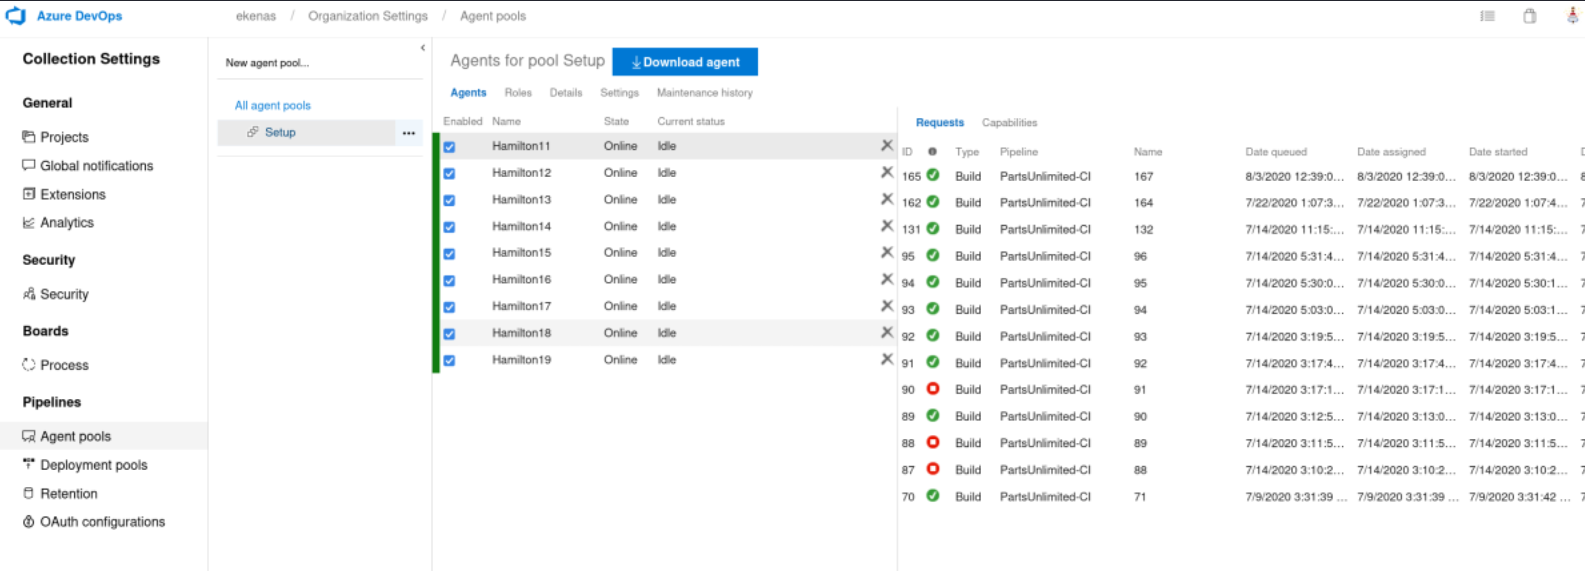 Azure DevOps
ekenas / Organization Settings / Agent pools
Collection Settings
General
Projects
Global notifications
Extensions
Analytics
Security
Security
Boards
Process
Pipelines
Agent pools
Deployment pools
Retention
OAuth configurations
New agent pool...
All agent pools
Setup
Agents for pool Setup
Download agent
Agents Roles Details Settings Maintenance history
Enabled Name State Current status
Hamilton11 Online Idle
Hamilton12 Online Idle
Hamilton13 Online Idle
Hamilton14 Online Idle
Hamilton15 Online Idle
Hamilton16 Online Idle
Hamilton17 Online Idle
Hamilton18 Online Idle
Hamilton19 Online Idle
Requests Capabilities
ID Type Pipeline Name Date queued Date assigned Date started
165 Build PartsUnlimited-CI 167 8/3/2020 12:39:0... 8/3/2020 12:39:0... 8/3/2020 12:39:0...
162 Build PartsUnlimited-CI 164 7/22/2020 1:07:3... 7/22/2020 1:07:3... 7/22/2020 1:07:4...
131 Build PartsUnlimited-CI 132 7/14/2020 11:15:... 7/14/2020 11:15:... 7/14/2020 11:15:...
95 Build PartsUnlimited-CI 96 7/14/2020 5:31:4... 7/14/2020 5:31:4... 7/14/2020 5:31:4...
94 Build PartsUnlimited-CI 95 7/14/2020 5:30:0... 7/14/2020 5:30:0... 7/14/2020 5:30:1...
93 Build PartsUnlimited-CI 94 7/14/2020 5:03:0... 7/14/2020 5:03:0... 7/14/2020 5:03:1...
92 Build PartsUnlimited-CI 93 7/14/2020 3:19:5... 7/14/2020 3:19:5... 7/14/2020 3:19:5...
91 Build PartsUnlimited-CI 92 7/14/2020 3:17:4... 7/14/2020 3:17:4... 7/14/2020 3:17:4...
90 Build PartsUnlimited-CI 91 7/14/2020 3:17:1... 7/14/2020 3:17:1... 7/14/2020 3:17:1...
89 Build PartsUnlimited-CI 90 7/14/2020 3:12:5... 7/14/2020 3:13:0... 7/14/2020 3:13:0...
88 Build PartsUnlimited-CI 89 7/14/2020 3:11:5... 7/14/2020 3:11:5... 7/14/2020 3:11:5...
87 Build PartsUnlimited-CI 88 7/14/2020 3:10:2... 7/14/2020 3:10:2... 7/14/2020 3:10:2...
70 Build PartsUnlimited-CI 71 7/9/2020 3:31:39 ... 7/9/2020 3:31:39 ... 7/9/2020 3:31:42 ...